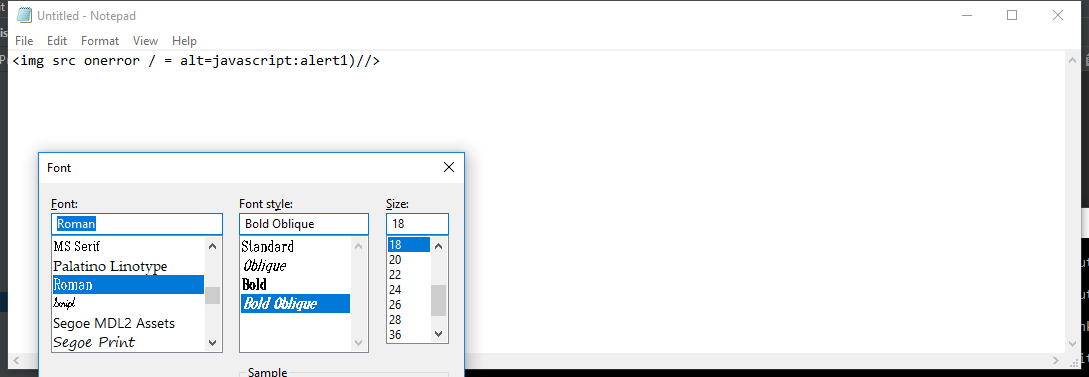 Untitled - Notepad
File Edit Format View Help
<img src onerror / = alt=javascript:alert1)//>
Font
Font: Font style: Size:
Roman Bold Oblique 18
MS Serif Standard 18
Palatino Linotype Oblique 20
Roman Bold 22
Script Bold Oblique 24
Segoe MDL2 Assets 26
Segoe Print 28
36
Sample